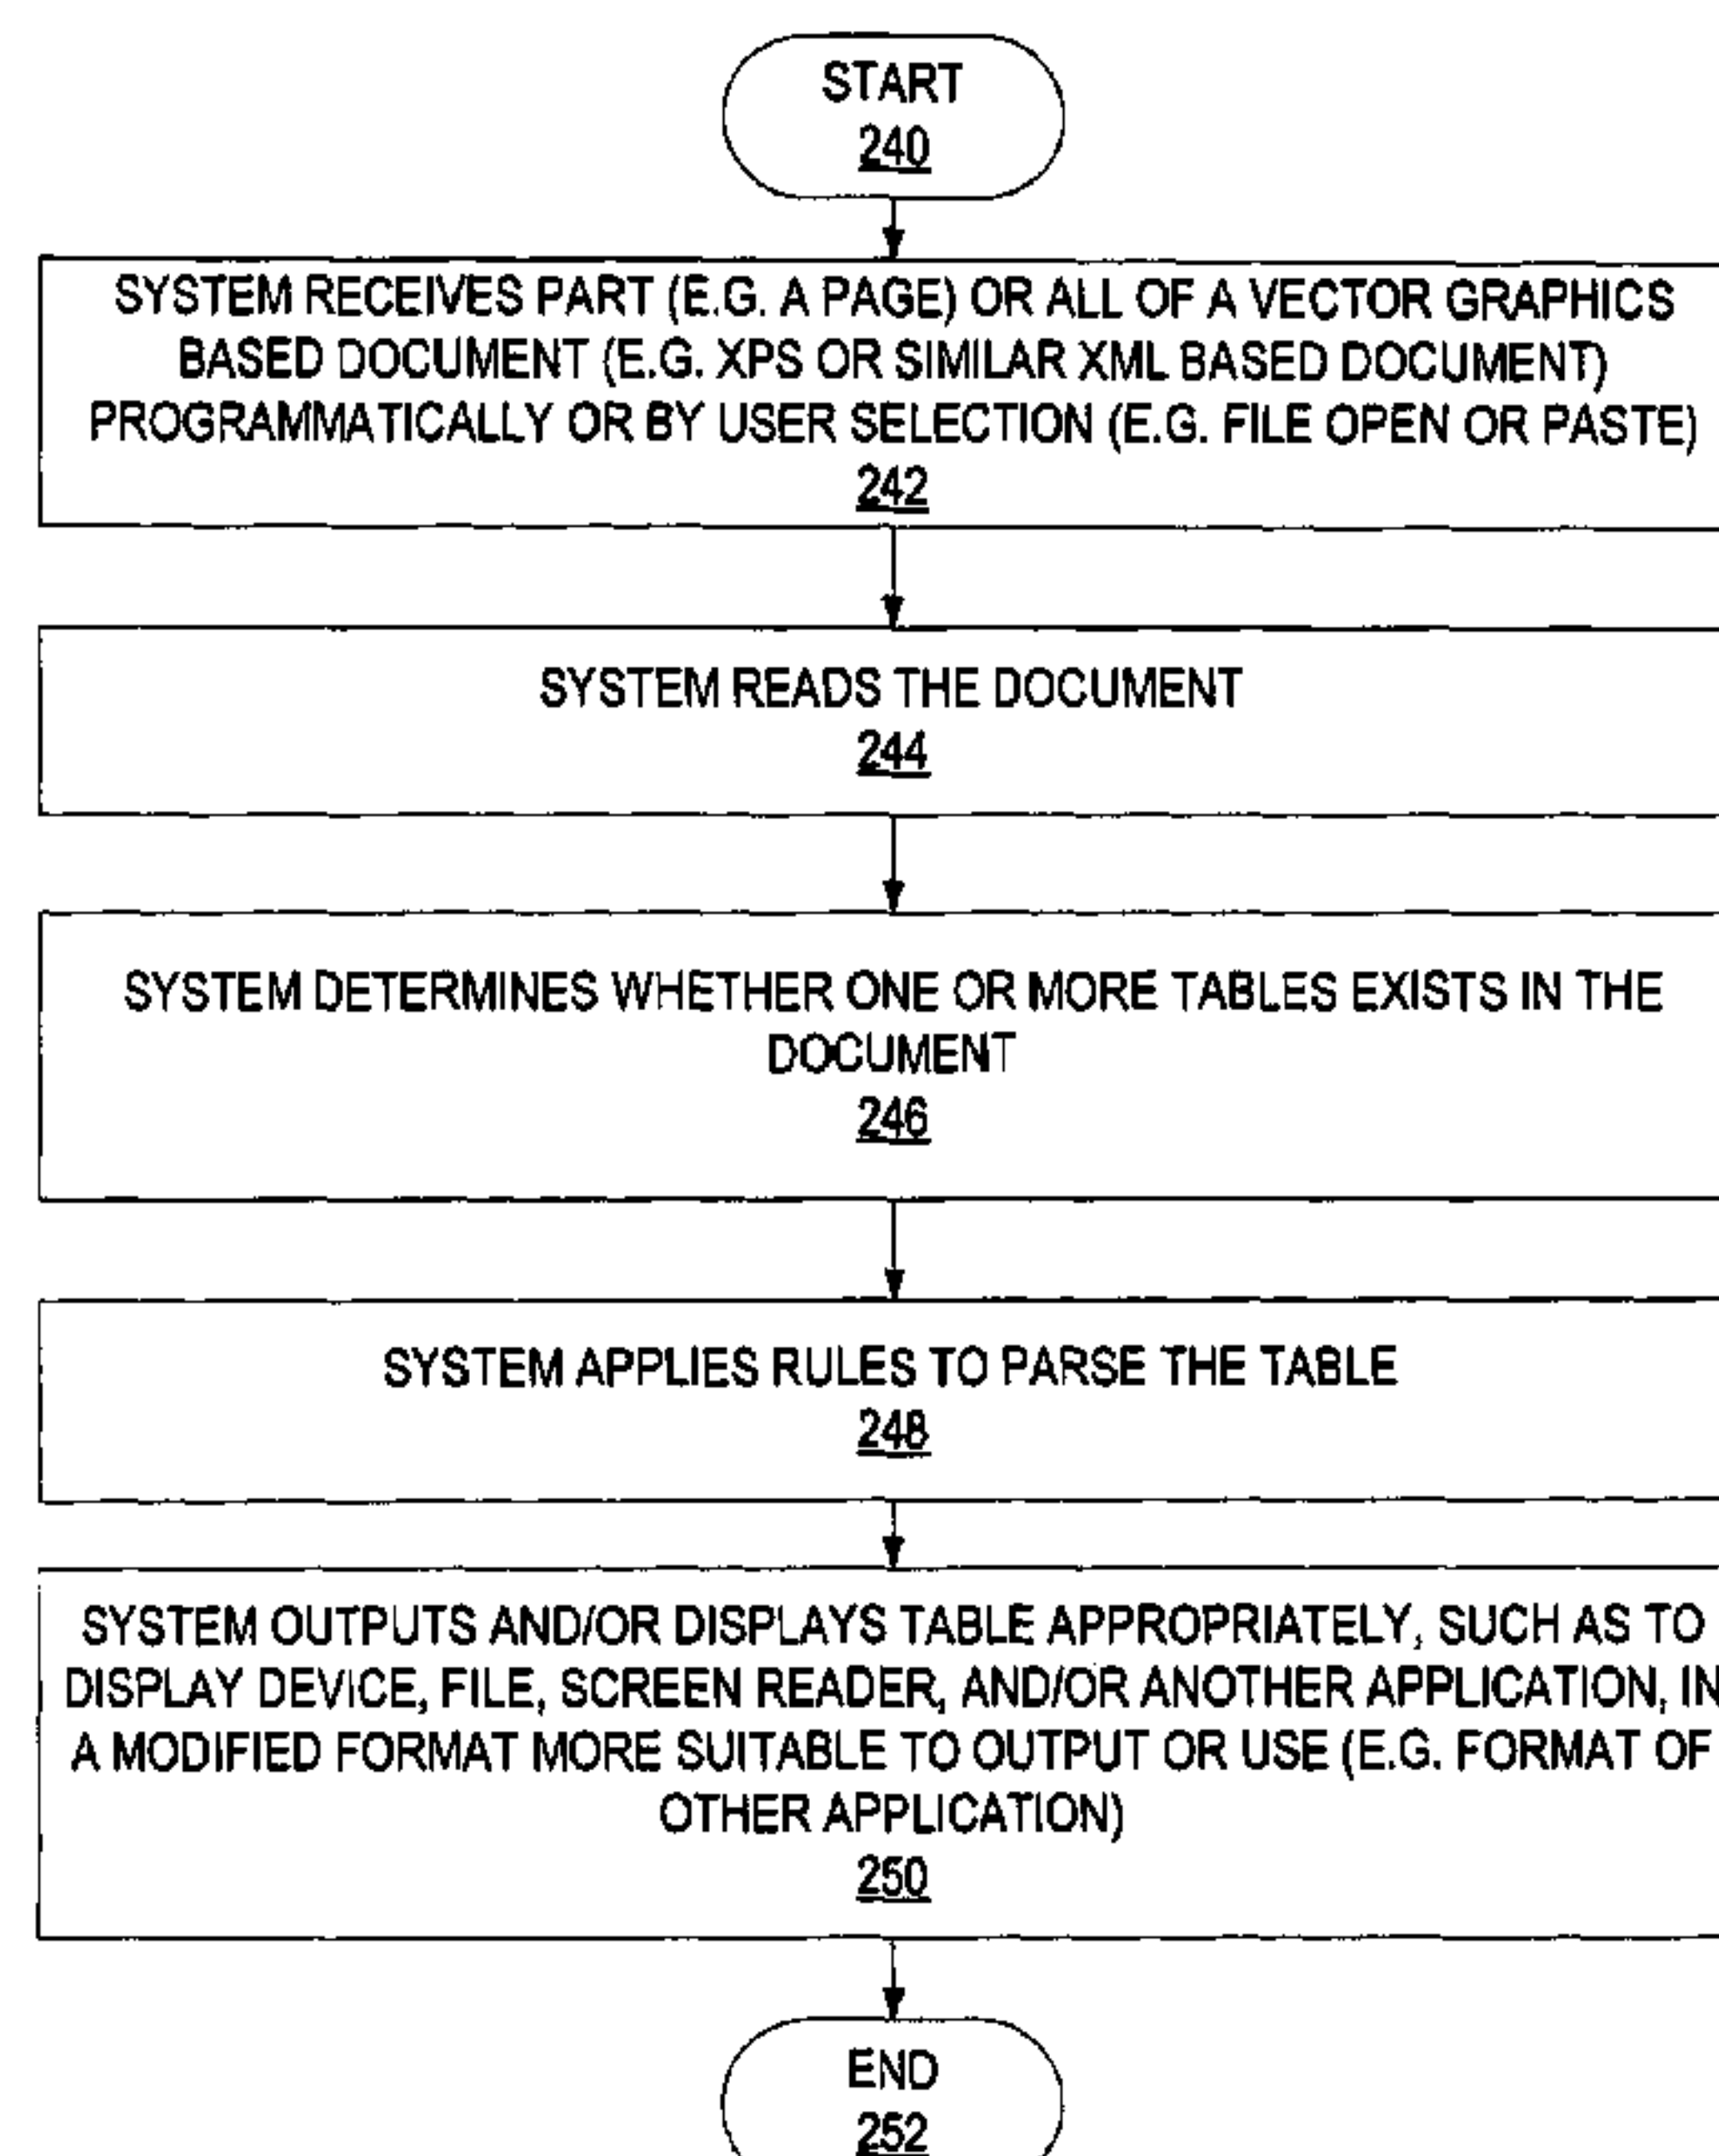 START
240
SYSTEM RECEIVES PART (E.G. A PAGE) OR ALL OF A VECTOR GRAPHICS
BASED DOCUMENT (E.G. XPS OR SIMILAR XML BASED DOCUMENT)
PROGRAMMATICALLY OR BY USER SELECTION (E.G. FILE OPEN OR PASTE)
242
SYSTEM READS THE DOCUMENT
244
SYSTEM DETERMINES WHETHER ONE OR MORE TABLES EXISTS IN THE
DOCUMENT
246
SYSTEM APPLIES RULES TO PARSE THE TABLE
248
SYSTEM OUTPUTS AND/OR DISPLAYS TABLE APPROPRIATELY, SUCH AS TO
DISPLAY DEVICE, FILE, SCREEN READER, AND/OR ANOTHER APPLICATION, IN
A MODIFIED FORMAT MORE SUITABLE TO OUTPUT OR USE (E.G. FORMAT OF
OTHER APPLICATION)
250
END
252